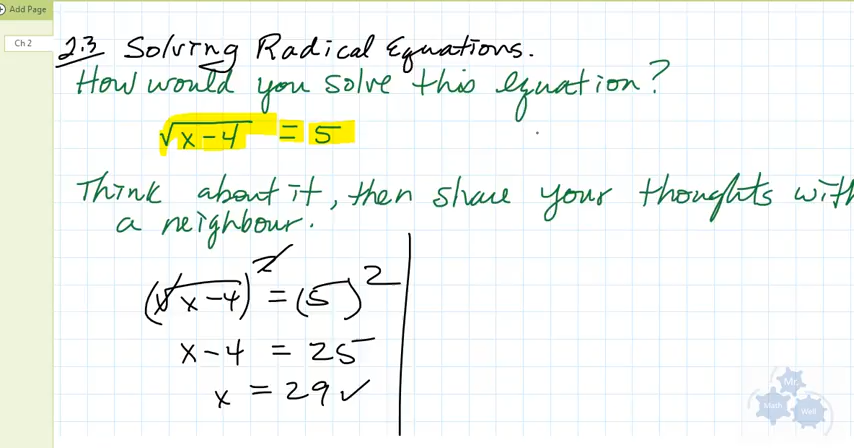 Add Page
Ch 2
2.3 Solving Radical Equations.
How would you solve this equation?
√x-4 = 5
Think about it, then share your thoughts with
a neighbour.
(√x-4)² = (5)²
x-4 = 25
x = 29 ✓
Mr.
Math
Well